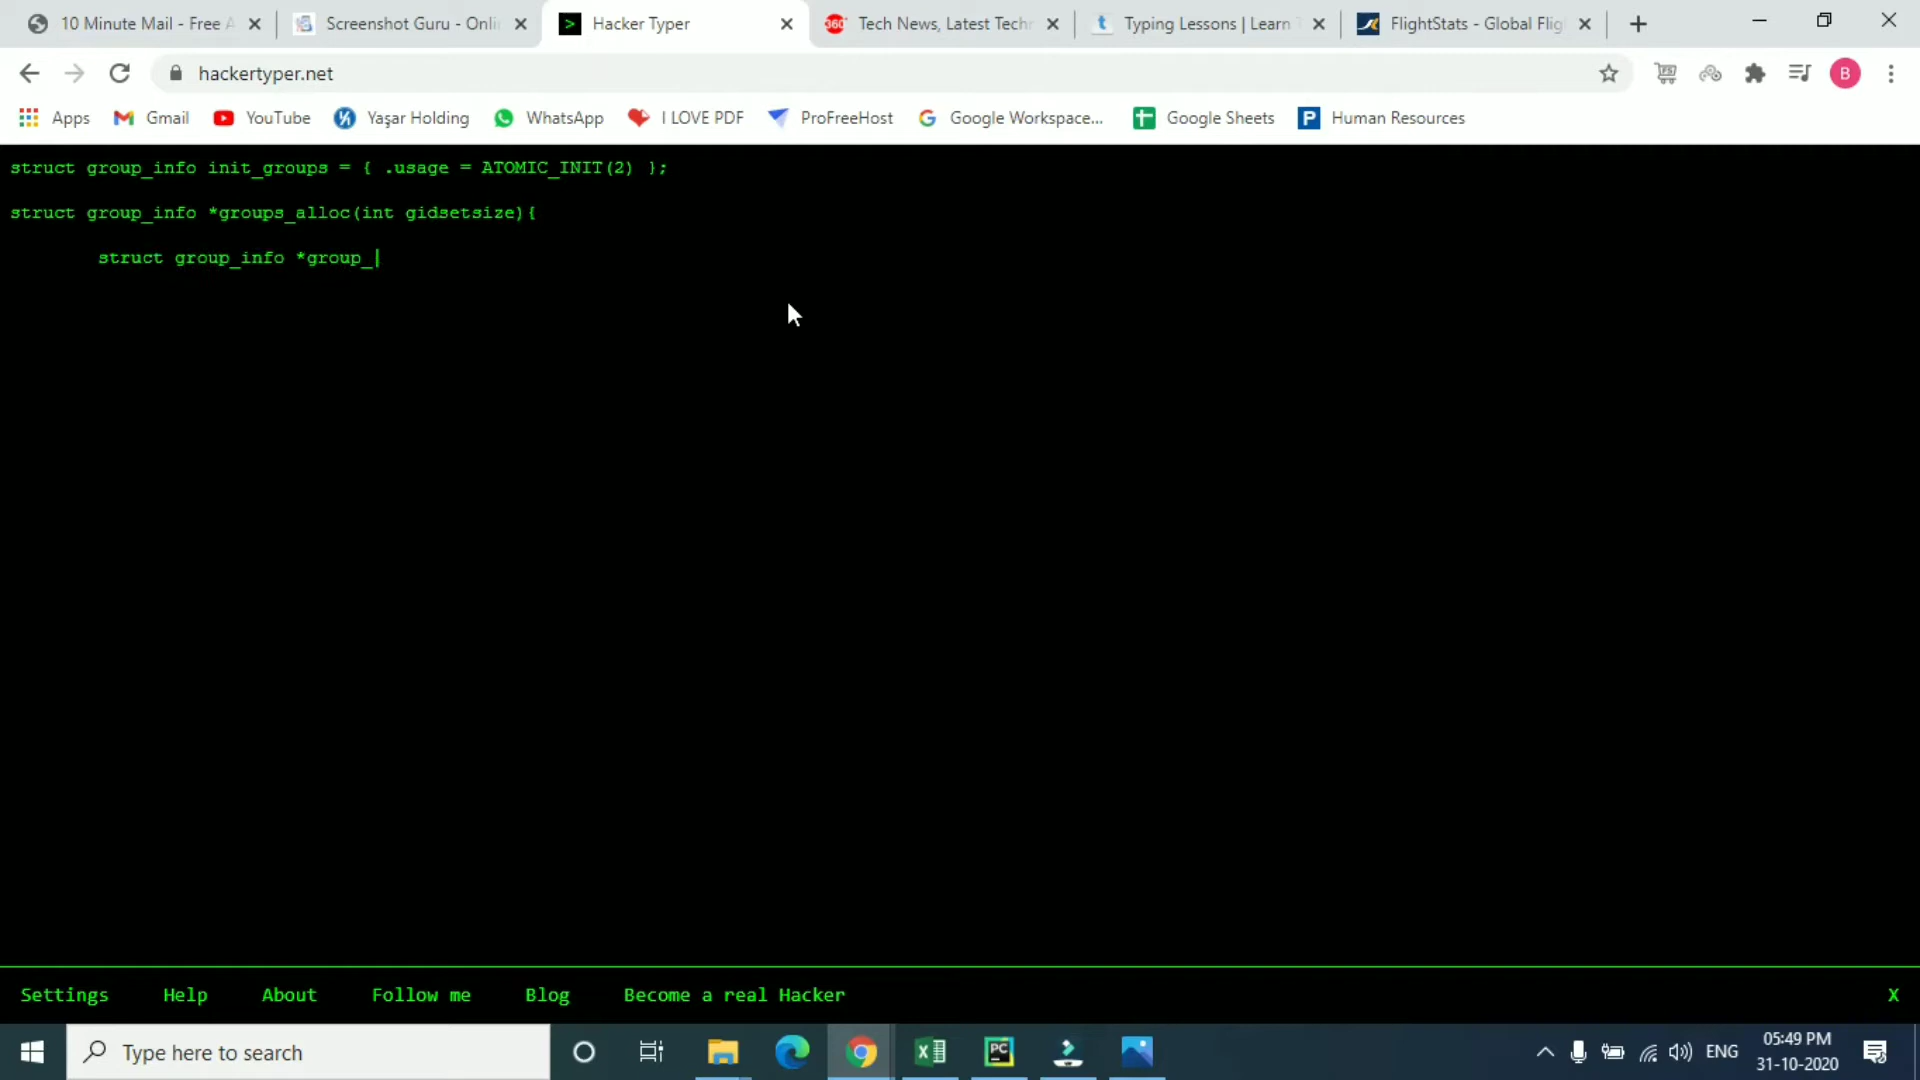 10 Minute Mail - Free A
Screenshot Guru - Onli
Hacker Typer
360
Tech News, Latest Techn
t
Typing Lessons | Learn T
FlightStats - Global Flig
hackertyper.net
B
Apps
Gmail
YouTube
Yaşar Holding
WhatsApp
I LOVE PDF
ProFreeHost
Google Workspace...
Google Sheets
P
Human Resources
struct group_info init_groups = { .usage = ATOMIC_INIT(2) };
struct group_info *groups_alloc(int gidsetsize){
struct group_info *group_|
Settings
Help
About
Follow me
Blog
Become a real Hacker
X
Type here to search
PC
ENG
05:49 PM
31-10-2020